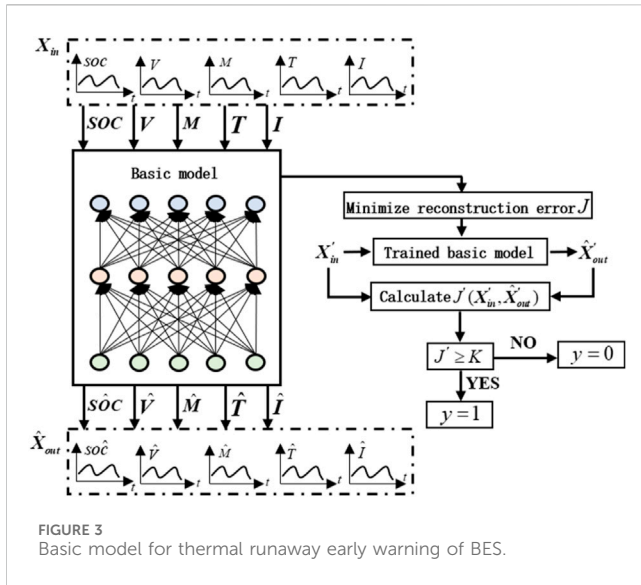 X_in
SOC V M T I
t t t t t
SOC V M T I
Basic model
Minimize reconstruction error J
X'_in Trained basic model X̂'_out
Calculate J'(X'_in, X̂'_out)
J' ≥ K NO y = 0
YES
y = 1
SÔC V̂ M̂ T̂ Î
X̂_out
SOĈ V̂ M̂ T̂ Î
t t t t t
FIGURE 3
Basic model for thermal runaway early warning of BES.